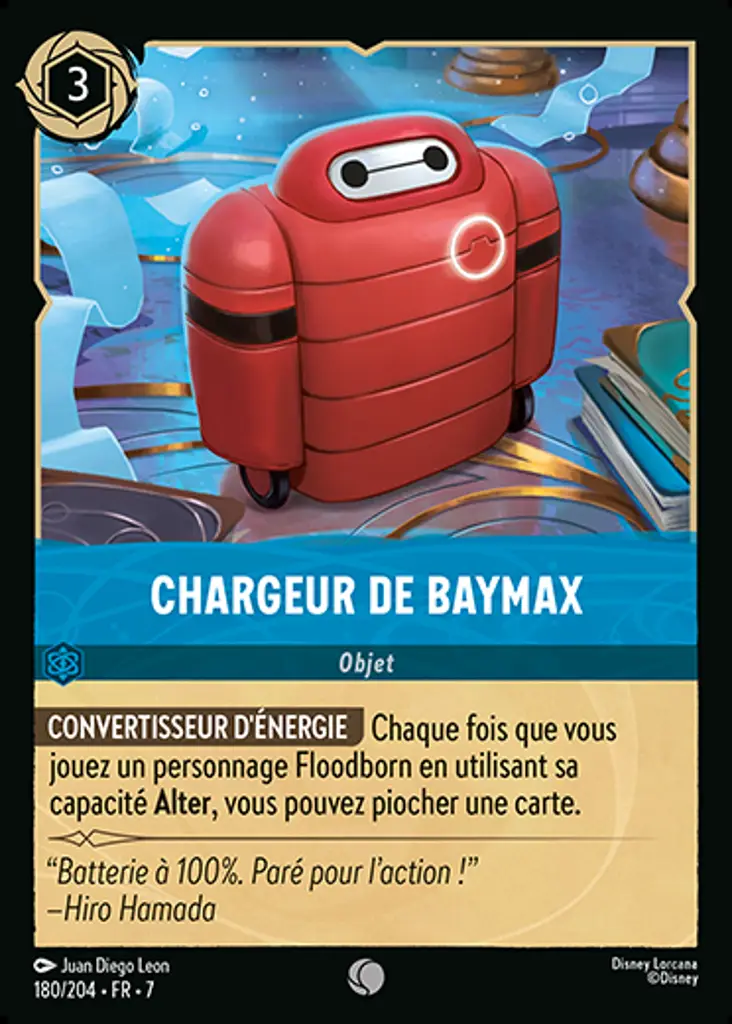 3
CHARGEUR DE BAYMAX
Objet
CONVERTISSEUR D'ÉNERGIE Chaque fois que vous
jouez un personnage Floodborn en utilisant sa
capacité Alter, vous pouvez piocher une carte.
“Batterie à 100%. Paré pour l’action !”
–Hiro Hamada
Juan Diego Leon
180/204 • FR • 7
Disney Lorcana
©Disney